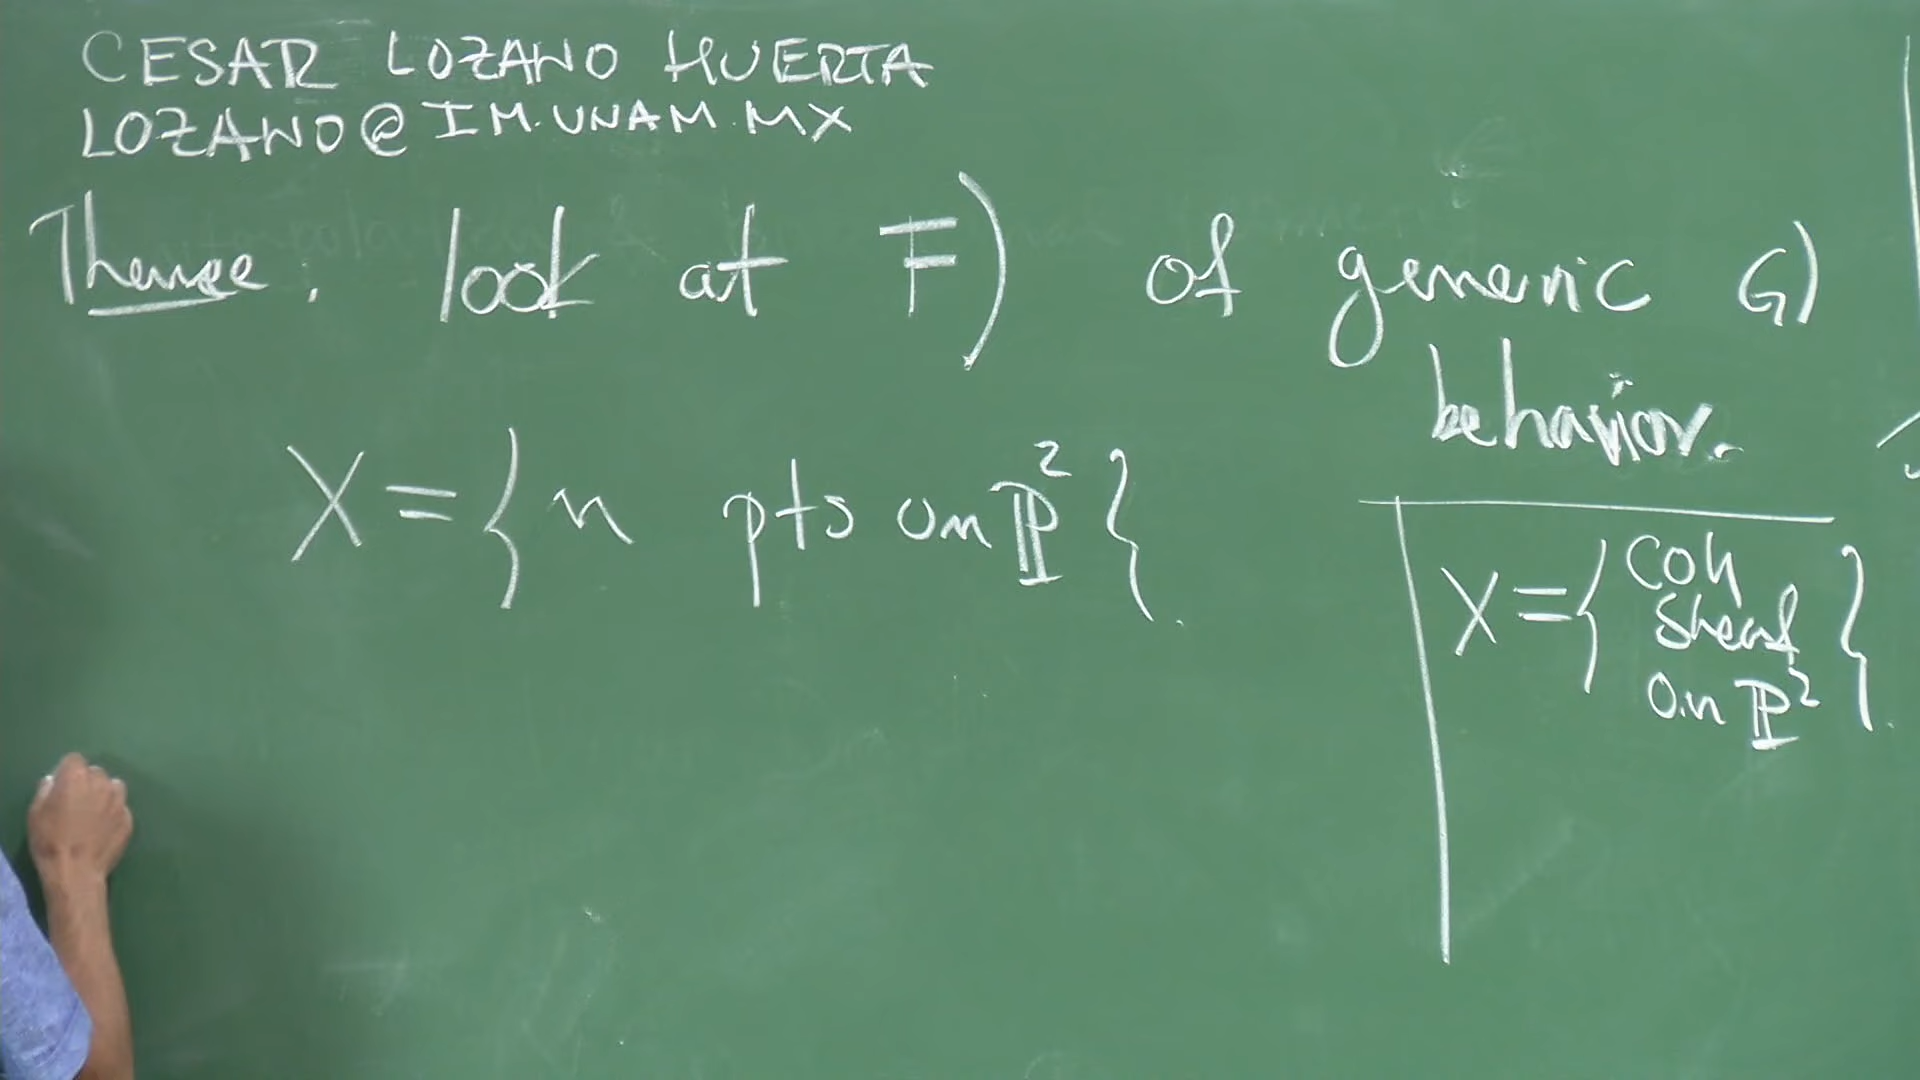 CESAR LOZANO HUERTA
LOZANO@IM.UNAM.MX
Theme. look at F) of generic G)
behavior.
X = { n pts on ℙ² }.
X = { Coh
Sheaf
on ℙ² }.